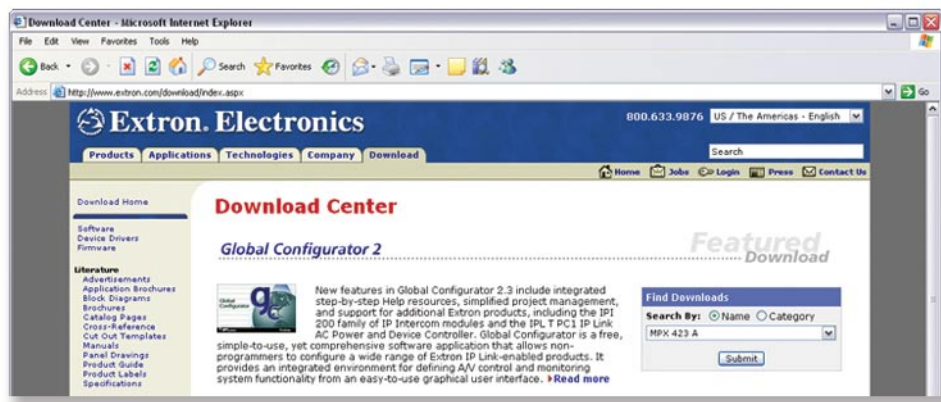 Download Center - Microsoft Internet Explorer
File Edit View Favorites Tools Help
Back Search Favorites
Address http://www.extron.com/download/index.aspx Go
Extron. Electronics
800.633.9876 US / The Americas - English
Products Applications Technologies Company Download
Search
Home Jobs Login Press Contact Us
Download Home
Software
Device Drivers
Firmware
Literature
Advertisements
Application Brochures
Block Diagrams
Brochures
Catalog Pages
Cross-Reference
Cut Out Templates
Manuals
Panel Drawings
Product Guide
Product Labels
Specifications
Download Center
Global Configurator 2
Featured
Download
Global Configurator
gc
New features in Global Configurator 2.3 include integrated
step-by-step Help resources, simplified project management,
and support for additional Extron products, including the IPI
200 family of IP Intercom modules and the IPL T PC1 IP Link
AC Power and Device Controller. Global Configurator is a free,
simple-to-use, yet comprehensive software application that allows non-
programmers to configure a wide range of Extron IP Link-enabled products. It
provides an integrated environment for defining A/V control and monitoring
system functionality from an easy-to-use graphical user interface. Read more
Find Downloads
Search By: Name Category
MPX 423 A
Submit